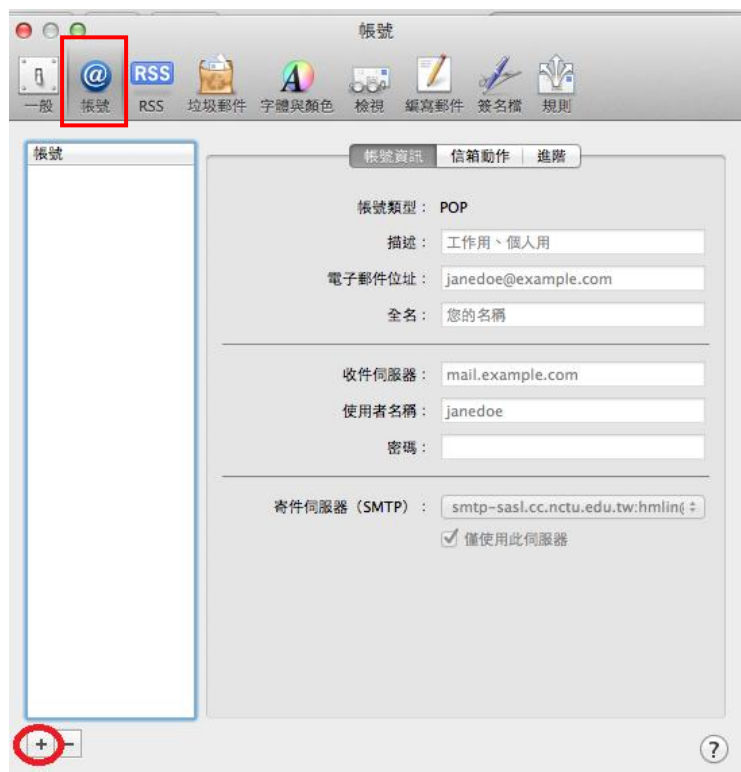 帳號
RSS
一般 帳號 RSS 垃圾郵件 字體與顏色 檢視 編寫郵件 簽名檔 規則
帳號
帳號資訊 信箱動作 進階
帳號類型： POP
描述： 工作用、個人用
電子郵件位址： janedoe@example.com
全名： 您的名稱
收件伺服器： mail.example.com
使用者名稱： janedoe
密碼：
寄件伺服器（SMTP）： smtp-sasl.cc.nctu.edu.tw:hmlin(
僅使用此伺服器
+ −
?